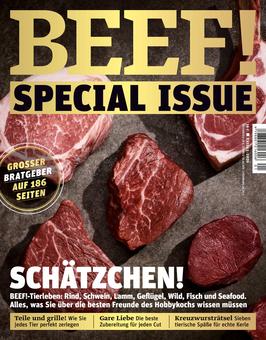 BEEF!
SPECIAL ISSUE
GROSSER
BRATGEBER
AUF 186
SEITEN
SCHÄTZCHEN!
BEEF!-Tierleben: Rind, Schwein, Lamm, Geflügel, Wild, Fisch und Seafood.
Alles, was Sie über die besten Freunde des Hobbykochs wissen müssen
Teile und grille! Wie Sie
jedes Tier perfekt zerlegen
Gare Liebe Die beste
Zubereitung für jeden Cut
Kreuzwursträtsel Sieben
tierische Späße für echte Kerle